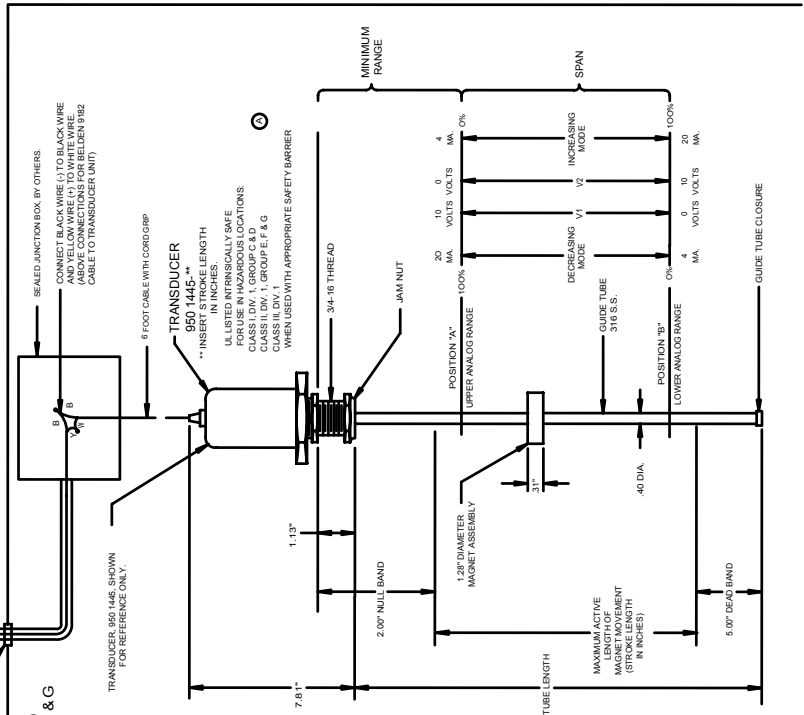 SEALED JUNCTION BOX, BY OTHERS.
CONNECT BLACK WIRE (-) TO BLACK WIRE
AND YELLOW WIRE (+) TO WHITE WIRE.
(ABOVE CONNECTIONS FOR BELDEN 9182
CABLE TO TRANSDUCER UNIT)
B
B
Y
W
6 FOOT CABLE WITH CORD GRIP
& G
TRANSDUCER, 950 1445, SHOWN
FOR REFERENCE ONLY.
TRANSDUCER
950 1445-**
** INSERT STROKE LENGTH
IN INCHES.
UL LISTED INTRINSICALLY SAFE
FOR USE IN HAZARDOUS LOCATIONS:
CLASS I, DIV. 1, GROUP C & D
CLASS II, DIV. 1, GROUP E, F & G
CLASS III, DIV. 1
WHEN USED WITH APPROPRIATE SAFETY BARRIER
A
3/4-16 THREAD
JAM NUT
7.81"
1.13"
2.00" NULL BAND
MINIMUM
RANGE
SPAN
POSITION "A"
UPPER ANALOG RANGE
100%
20
MA.
10
VOLTS
0
VOLTS
4
MA.
0%
DECREASING
MODE
V1
V2
INCREASING
MODE
0%
4
MA.
0
VOLTS
10
VOLTS
20
MA.
100%
POSITION "B"
LOWER ANALOG RANGE
1.28" DIAMETER
MAGNET ASSEMBLY
.31"
GUIDE TUBE
316 S.S.
.40 DIA.
MAXIMUM ACTIVE
LENGTH OF
MAGNET MOVEMENT
(STROKE LENGTH
IN INCHES)
5.00" DEAD BAND
TUBE LENGTH
GUIDE TUBE CLOSURE